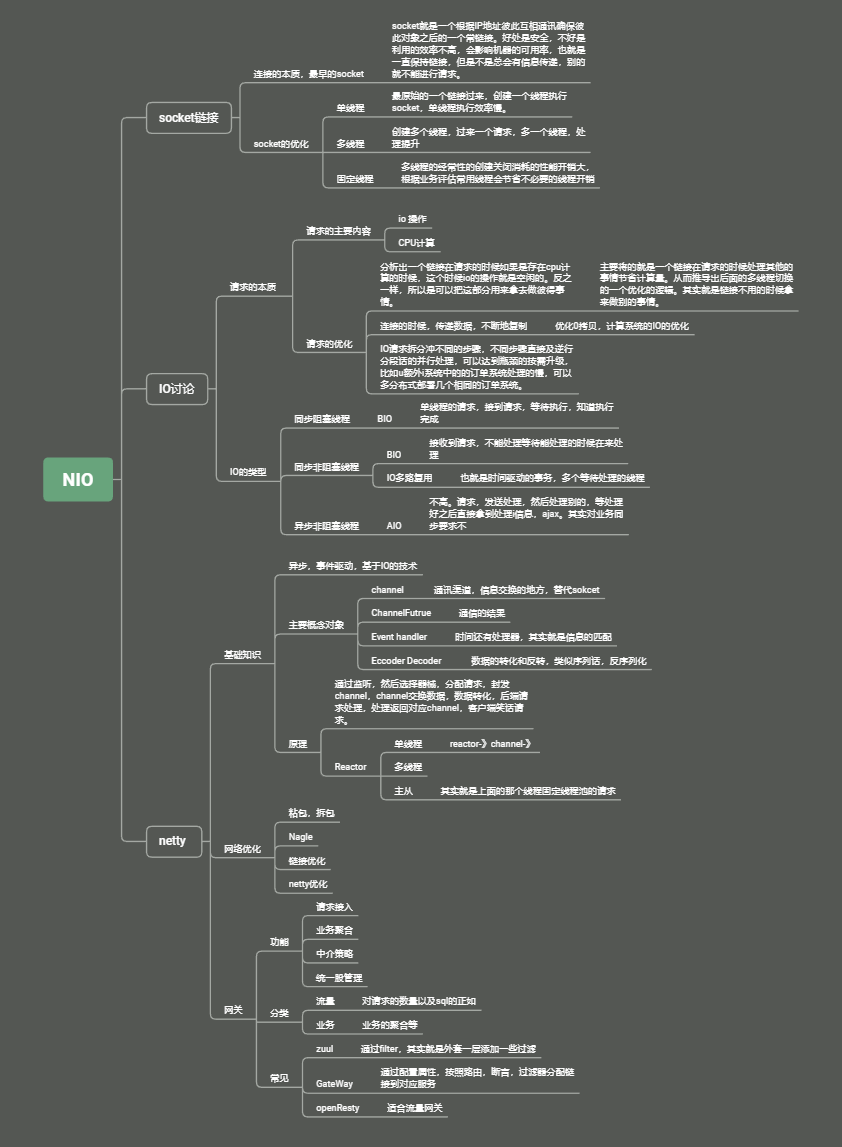 NIO
socket链接
连接的本质，最早的socket
socket就是一个根据IP地址彼此互相通讯确保彼
此对象之后的一个常链接。好处是安全，不好是
利用的效率不高，会影响机器的可用率，也就是
一直保持链接，但是不是总会有信息传递，别的
就不能进行请求。
socket的优化
单线程
最原始的一个链接过来，创建一个线程执行
socket，单线程执行效率慢。
多线程
创建多个线程，过来一个请求，多一个线程，处
理提升
固定线程
多线程的经常性的创建关闭消耗的性能开销大，
根据业务评估常用线程会节省不必要的线程开销
IO讨论
请求的本质
请求的主要内容
io 操作
CPU计算
请求的优化
分析出一个链接在请求的时候如果是存在cpu计
算的时候，这个时候io的操作就是空闲的。反之
一样，所以是可以把这部分用来拿去做彼得事
情。
主要将的就是一个链接在请求的时候处理其他的
事情节省计算量。从而推导出后面的多线程切换
的一个优化的逻辑。其实就是链接不用的时候拿
来做别的事情。
连接的时候，传递数据，不断地复制
优化0拷贝，计算系统的IO的优化
IO请求拆分冲不同的步骤，不同步骤直接及逆行
分段话的并行处理，可以达到瓶颈的按需升级，
比如u额外i系统中的的订单系统处理的慢，可以
多分布式部署几个相同的订单系统。
IO的类型
同步阻塞线程
BIO
单线程的请求，接到请求，等待执行，知道执行
完成
同步非阻塞线程
BIO
接收到请求，不能处理等待能处理的时候在来处
理
IO多路复用
也就是时间驱动的事务，多个等待处理的线程
异步非阻塞线程
AIO
不高。请求，发送处理，然后处理别的，等处理
好之后直接拿到处理i信息，ajax。其实对业务同
步要求不
netty
基础知识
异步，事件驱动，基于IO的技术
主要概念对象
channel
通讯渠道，信息交换的地方，替代sokcet
ChannelFutrue
通信的结果
Event handler
时间还有处理器，其实就是信息的匹配
Eccoder Decoder
数据的转化和反转，类似序列话，反序列化
原理
通过监听，然后选择器械，分配请求，封发
channel，channel交换数据，数据转化，后端请
求处理，处理返回对应channel，客户端笑话请
求。
Reactor
单线程
reactor-》channel-》
多线程
主从
其实就是上面的那个线程固定线程池的请求
网络优化
粘包，拆包
Nagle
链接优化
netty优化
网关
功能
请求接入
业务聚合
中介策略
统一般管理
分类
流量
对请求的数量以及sql的正如
业务
业务的聚合等
常见
zuul
通过filter，其实就是外套一层添加一些过滤
GateWay
通过配置属性，按照路由，断言，过滤器分配链
接到对应服务
openResty
适合流量网关